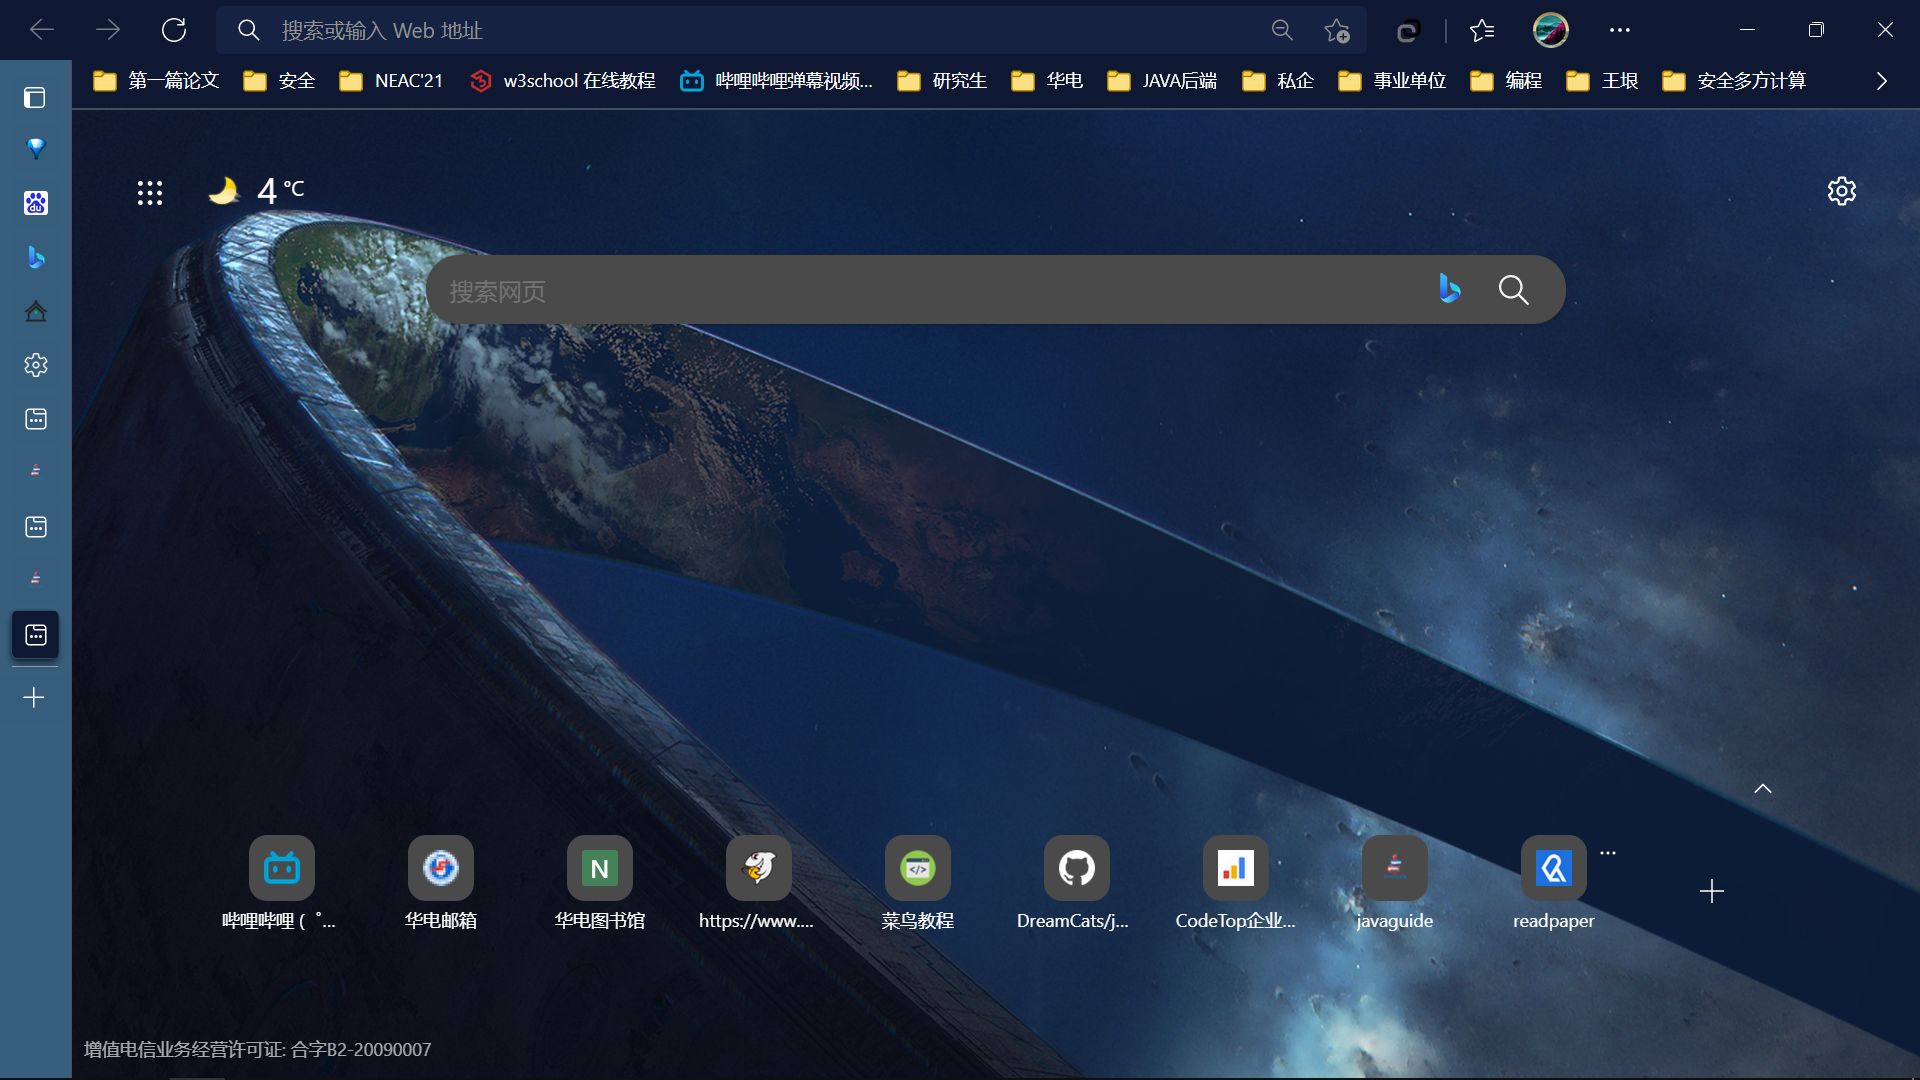 搜索或输入 Web 地址
第一篇论文 安全 NEAC'21 w3school 在线教程 哔哩哔哩弹幕视频... 研究生 华电 JAVA后端 私企 事业单位 编程 王垠 安全多方计算
du
4 °C
搜索网页
N
哔哩哔哩 ( ゜... 华电邮箱 华电图书馆 https://www.... 菜鸟教程 DreamCats/j... CodeTop企业... javaguide readpaper
增值电信业务经营许可证: 合字B2-20090007